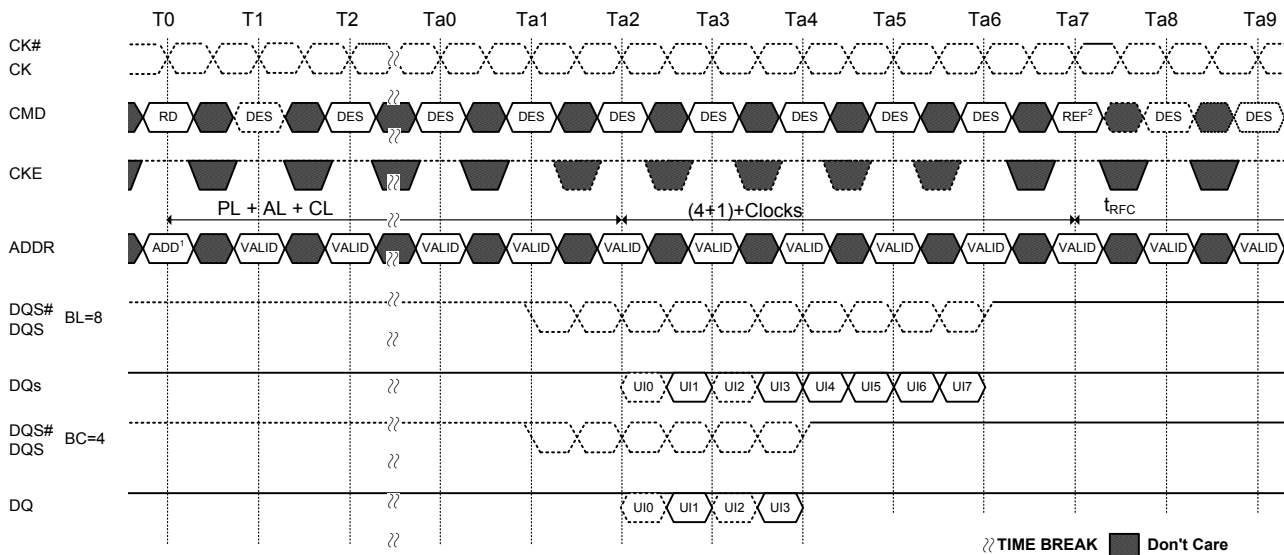 T0 T1 T2 Ta0 Ta1 Ta2 Ta3 Ta4 Ta5 Ta6 Ta7 Ta8 Ta9
CK#
CK
CMD RD DES DES DES DES DES DES DES DES DES REF² DES DES
CKE
PL + AL + CL (4+1)+Clocks tRFC
ADDR ADD¹ VALID VALID VALID VALID VALID VALID VALID VALID VALID VALID VALID VALID
DQS# BL=8
DQS
DQs UI0 UI1 UI2 UI3 UI4 UI5 UI6 UI7
DQS# BC=4
DQS
DQ UI0 UI1 UI2 UI3
TIME BREAK Don't Care